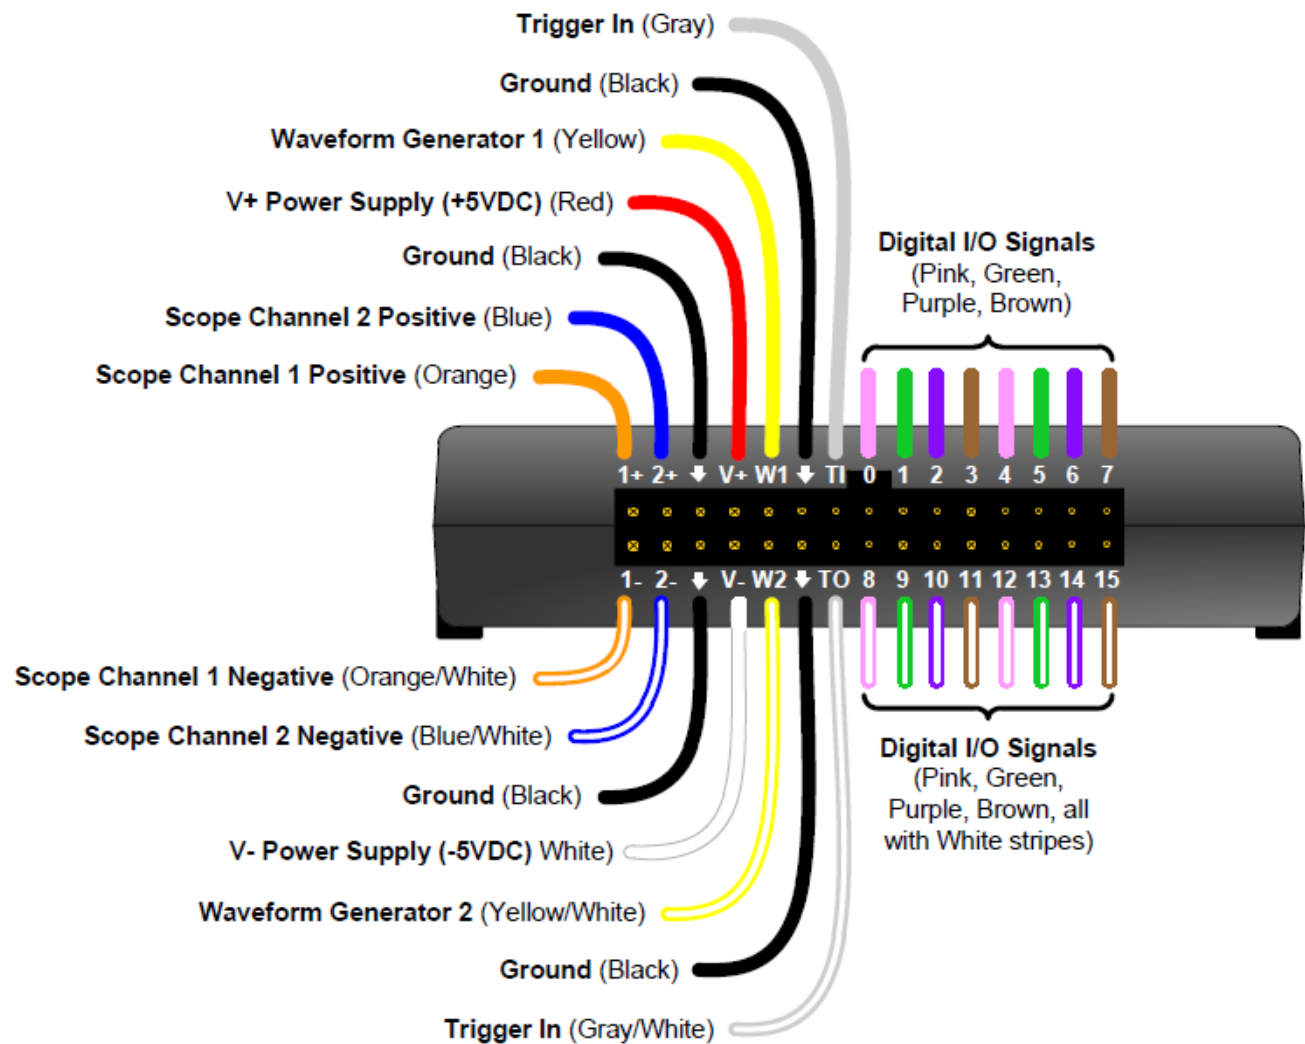 Trigger In (Gray)
Ground (Black)
Waveform Generator 1 (Yellow)
V+ Power Supply (+5VDC) (Red)
Ground (Black)
Scope Channel 2 Positive (Blue)
Scope Channel 1 Positive (Orange)
Digital I/O Signals
(Pink, Green,
Purple, Brown)
1+ 2+ V+ W1 TI 0 1 2 3 4 5 6 7
1- 2- V- W2 TO 8 9 10 11 12 13 14 15
Scope Channel 1 Negative (Orange/White)
Scope Channel 2 Negative (Blue/White)
Ground (Black)
V- Power Supply (-5VDC) White)
Waveform Generator 2 (Yellow/White)
Ground (Black)
Trigger In (Gray/White)
Digital I/O Signals
(Pink, Green,
Purple, Brown, all
with White stripes)